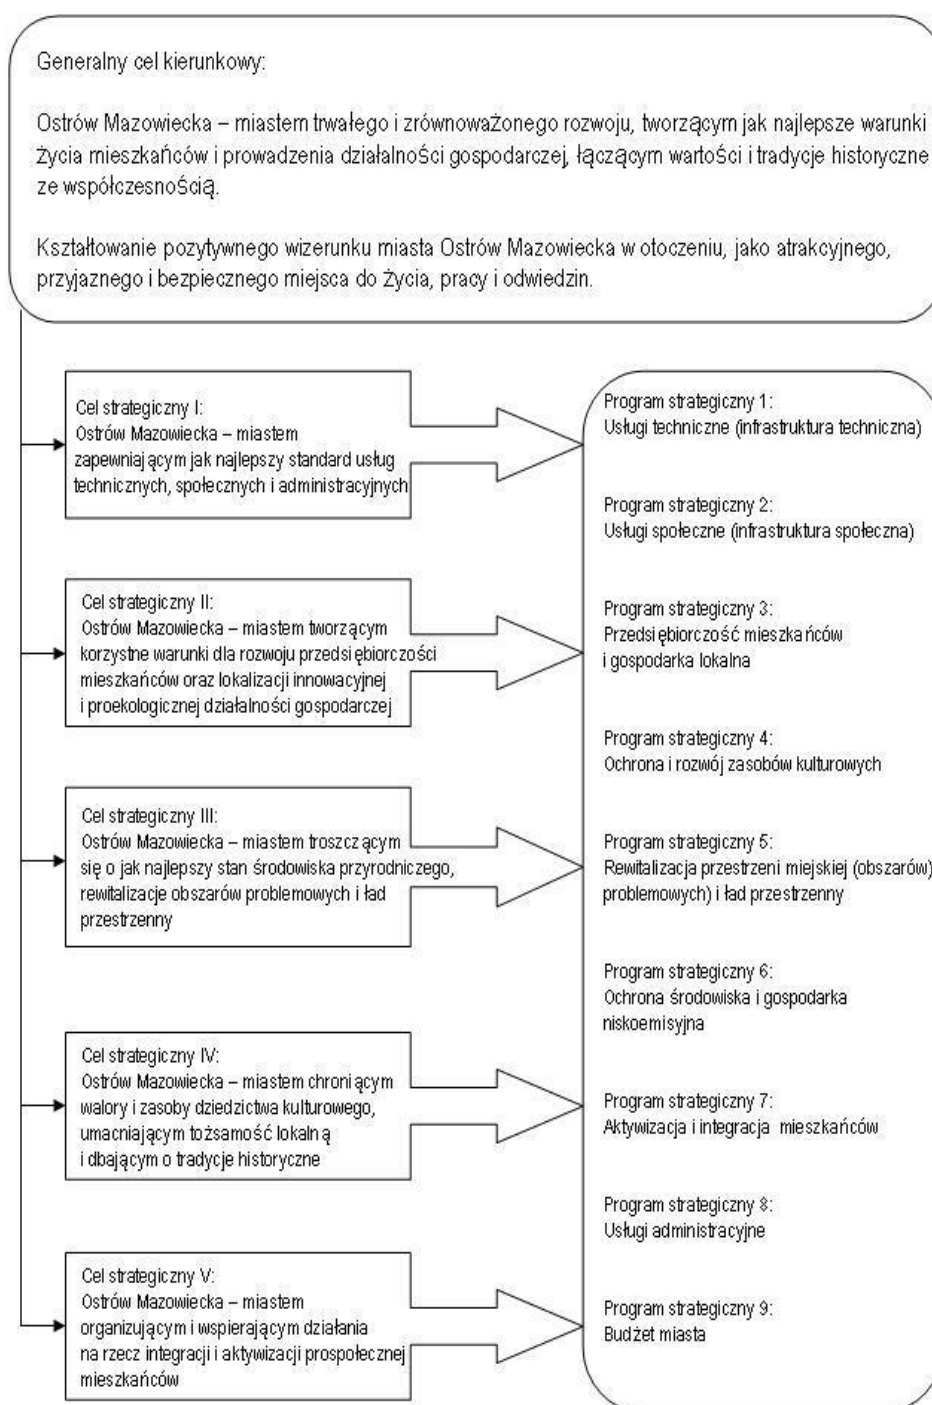 Generalny cel kierunkowy:
Ostrów Mazowiecka – miastem trwałego i zrównoważonego rozwoju, tworzącym jak najlepsze warunki
życia mieszkańców i prowadzenia działalności gospodarczej, łączącym wartości i tradycje historyczne
ze współczesnością.
Kształtowanie pozytywnego wizerunku miasta Ostrów Mazowiecka w otoczeniu, jako atrakcyjnego,
przyjaznego i bezpiecznego miejsca do życia, pracy i odwiedzin.
Cel strategiczny I:
Ostrów Mazowiecka – miastem
zapewniającym jak najlepszy standard usług
technicznych, społecznych i administracyjnych
Cel strategiczny II:
Ostrów Mazowiecka – miastem tworzącym
korzystne warunki dla rozwoju przedsiębiorczości
mieszkańców oraz lokalizacji innowacyjnej
i proekologicznej działalności gospodarczej
Cel strategiczny III:
Ostrów Mazowiecka – miastem troszczącym
się o jak najlepszy stan środowiska przyrodniczego,
rewitalizacje obszarów problemowych i ład
przestrzenny
Cel strategiczny IV:
Ostrów Mazowiecka – miastem chroniącym
walory i zasoby dziedzictwa kulturowego,
umacniającym tożsamość lokalną
i dbającym o tradycje historyczne
Cel strategiczny V:
Ostrów Mazowiecka – miastem
organizującym i wspierającym działania
na rzecz integracji i aktywizacji prospołecznej
mieszkańców
Program strategiczny 1:
Usługi techniczne (infrastruktura techniczna)
Program strategiczny 2:
Usługi społeczne (infrastruktura społeczna)
Program strategiczny 3:
Przedsiębiorczość mieszkańców
i gospodarka lokalna
Program strategiczny 4:
Ochrona i rozwój zasobów kulturowych
Program strategiczny 5:
Rewitalizacja przestrzeni miejskiej (obszarów)
problemowych) i ład przestrzenny
Program strategiczny 6:
Ochrona środowiska i gospodarka
niskoemisyjna
Program strategiczny 7:
Aktywizacja i integracja mieszkańców
Program strategiczny 8:
Usługi administracyjne
Program strategiczny 9:
Budżet miasta